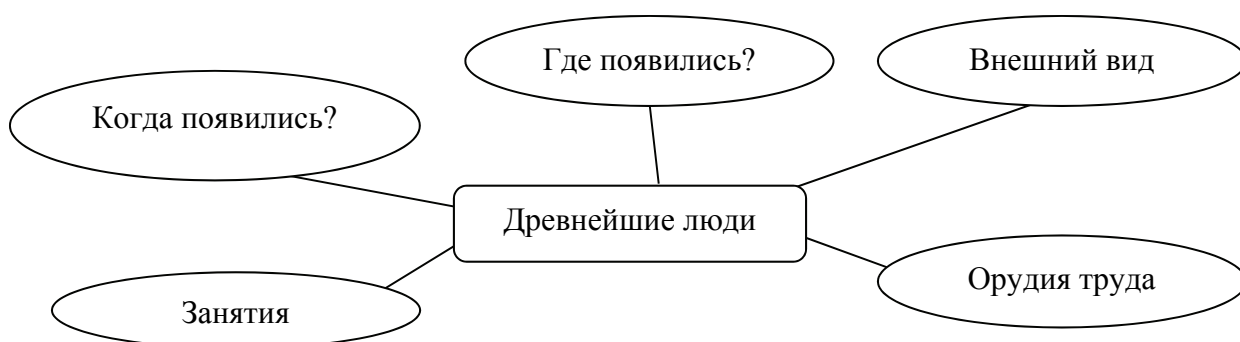 Где появились?
Внешний вид
Когда появились?
Древнейшие люди
Орудия труда
Занятия